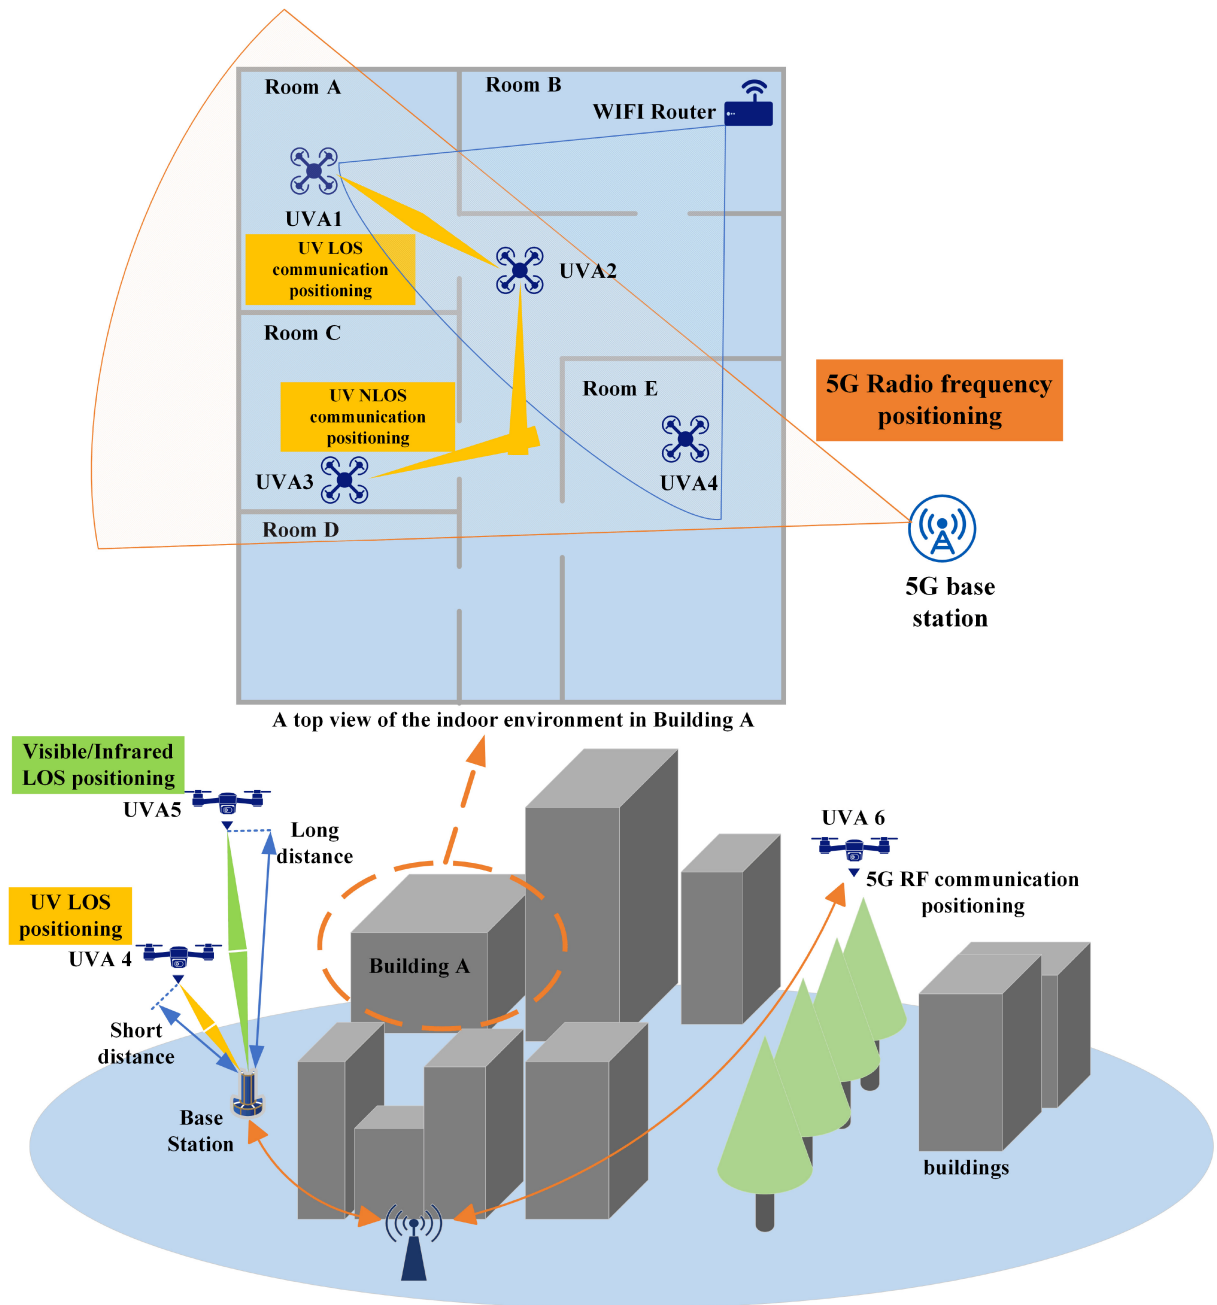 Room A
Room B
WIFI Router
UVA1
UV LOS
communication
positioning
UVA2
Room C
Room E
5G Radio frequency
positioning
UV NLOS
communication
positioning
UVA3
UVA4
Room D
5G base
station
A top view of the indoor environment in Building A
Visible/Infrared
LOS positioning
UVA5
Long
distance
UVA 6
5G RF communication
positioning
UV LOS
positioning
UVA 4
Building A
Short
distance
Base
Station
buildings